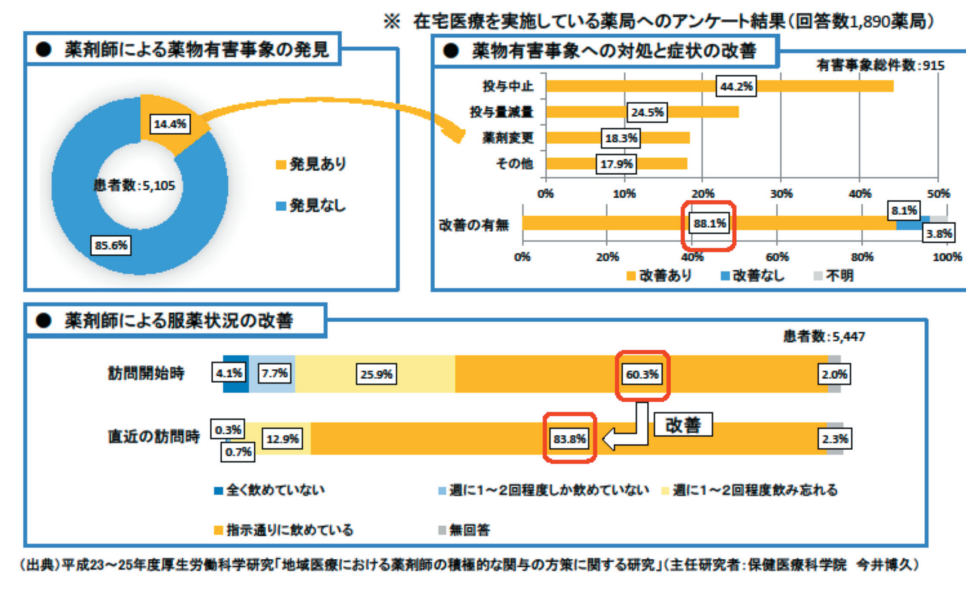 ※ 在宅医療を実施している薬局へのアンケート結果(回答数1,890薬局)
● 薬剤師による薬物有害事象の発見
14.4%
患者数:5,105
85.6%
発見あり
発見なし
● 薬物有害事象への対処と症状の改善
有害事象総件数:915
投与中止 44.2%
投与量減量 24.5%
薬剤変更 18.3%
その他 17.9%
0% 10% 20% 30% 40% 50%
改善の有無 88.1% 8.1% 3.8%
0% 20% 40% 60% 80% 100%
改善あり 改善なし 不明
● 薬剤師による服薬状況の改善
患者数:5,447
訪問開始時 4.1% 7.7% 25.9% 60.3% 2.0%
改善
直近の訪問時 0.3% 0.7% 12.9% 83.8% 2.3%
全く飲めていない 週に1～2回程度しか飲めていない 週に1～2回程度飲み忘れる
指示通りに飲めている 無回答
(出典)平成23～25年度厚生労働科学研究「地域医療における薬剤師の積極的な関与の方策に関する研究」(主任研究者:保健医療科学院 今井博久)